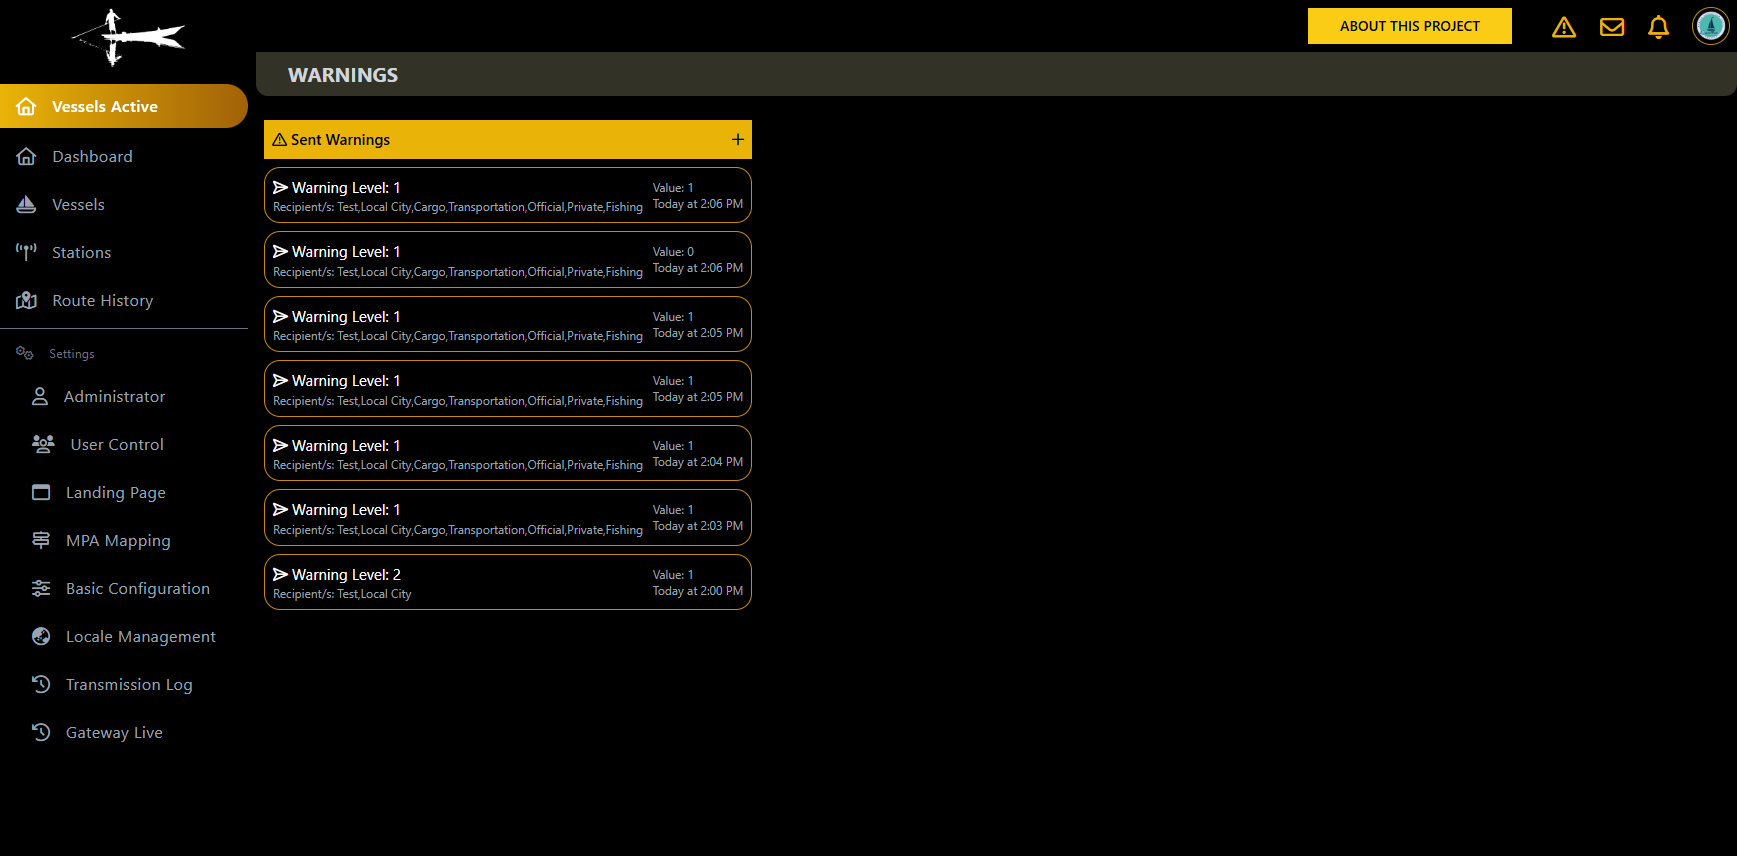 ABOUT THIS PROJECT
WARNINGS
Vessels Active
Dashboard
Vessels
Stations
Route History
Settings
Administrator
User Control
Landing Page
MPA Mapping
Basic Configuration
Locale Management
Transmission Log
Gateway Live
Sent Warnings
Warning Level: 1
Value: 1
Recipient/s: Test,Local City,Cargo,Transportation,Official,Private,Fishing
Today at 2:06 PM
Warning Level: 1
Value: 0
Recipient/s: Test,Local City,Cargo,Transportation,Official,Private,Fishing
Today at 2:06 PM
Warning Level: 1
Value: 1
Recipient/s: Test,Local City,Cargo,Transportation,Official,Private,Fishing
Today at 2:05 PM
Warning Level: 1
Value: 1
Recipient/s: Test,Local City,Cargo,Transportation,Official,Private,Fishing
Today at 2:05 PM
Warning Level: 1
Value: 1
Recipient/s: Test,Local City,Cargo,Transportation,Official,Private,Fishing
Today at 2:04 PM
Warning Level: 1
Value: 1
Recipient/s: Test,Local City,Cargo,Transportation,Official,Private,Fishing
Today at 2:03 PM
Warning Level: 2
Value: 1
Recipient/s: Test,Local City
Today at 2:00 PM